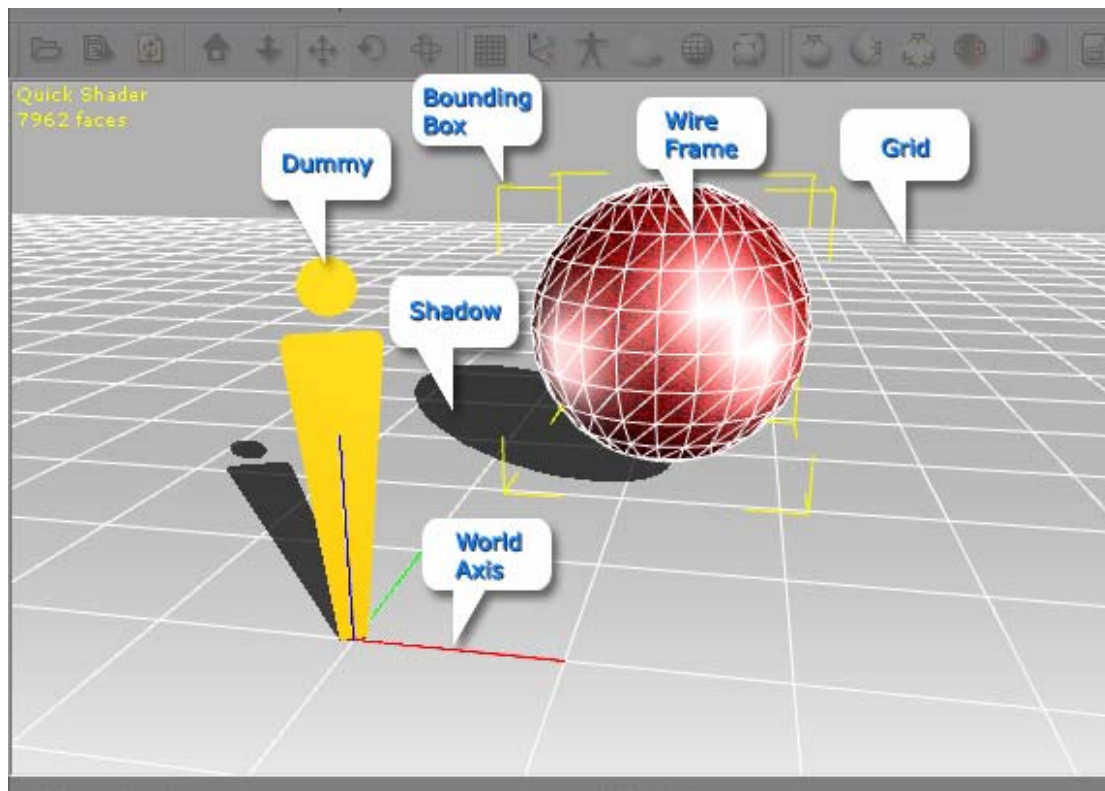 Quick Shader
7962 faces
Bounding
Box
Wire
Frame
Grid
Dummy
Shadow
World
Axis